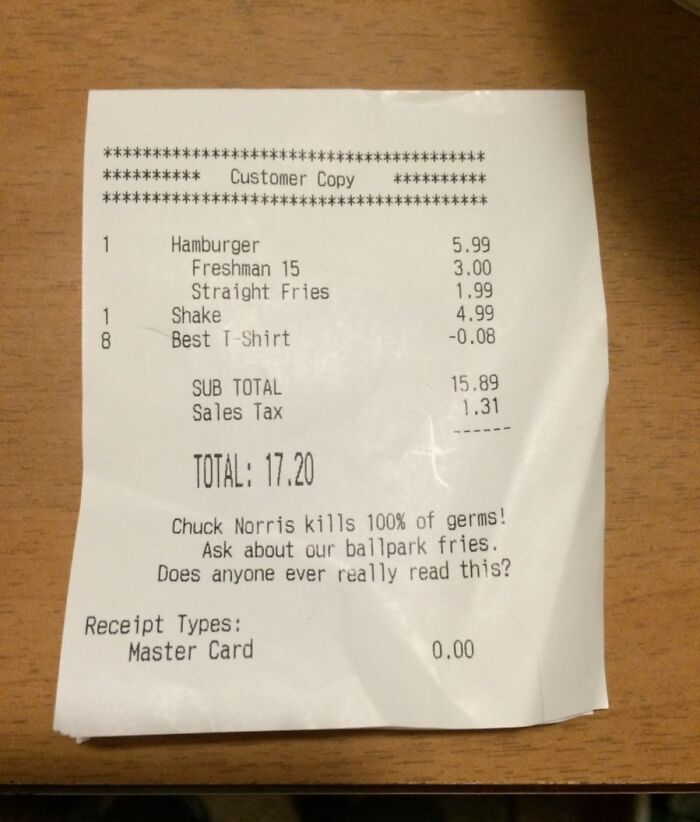 ***************************************
********** Customer Copy **********
***************************************
1 Hamburger 5.99
Freshman 15 3.00
Straight Fries 1.99
1 Shake 4.99
8 Best T-Shirt -0.08
SUB TOTAL 15.89
Sales Tax 1.31
------
TOTAL: 17.20
Chuck Norris kills 100% of germs!
Ask about our ballpark fries.
Does anyone ever really read this?
Receipt Types:
Master Card 0.00